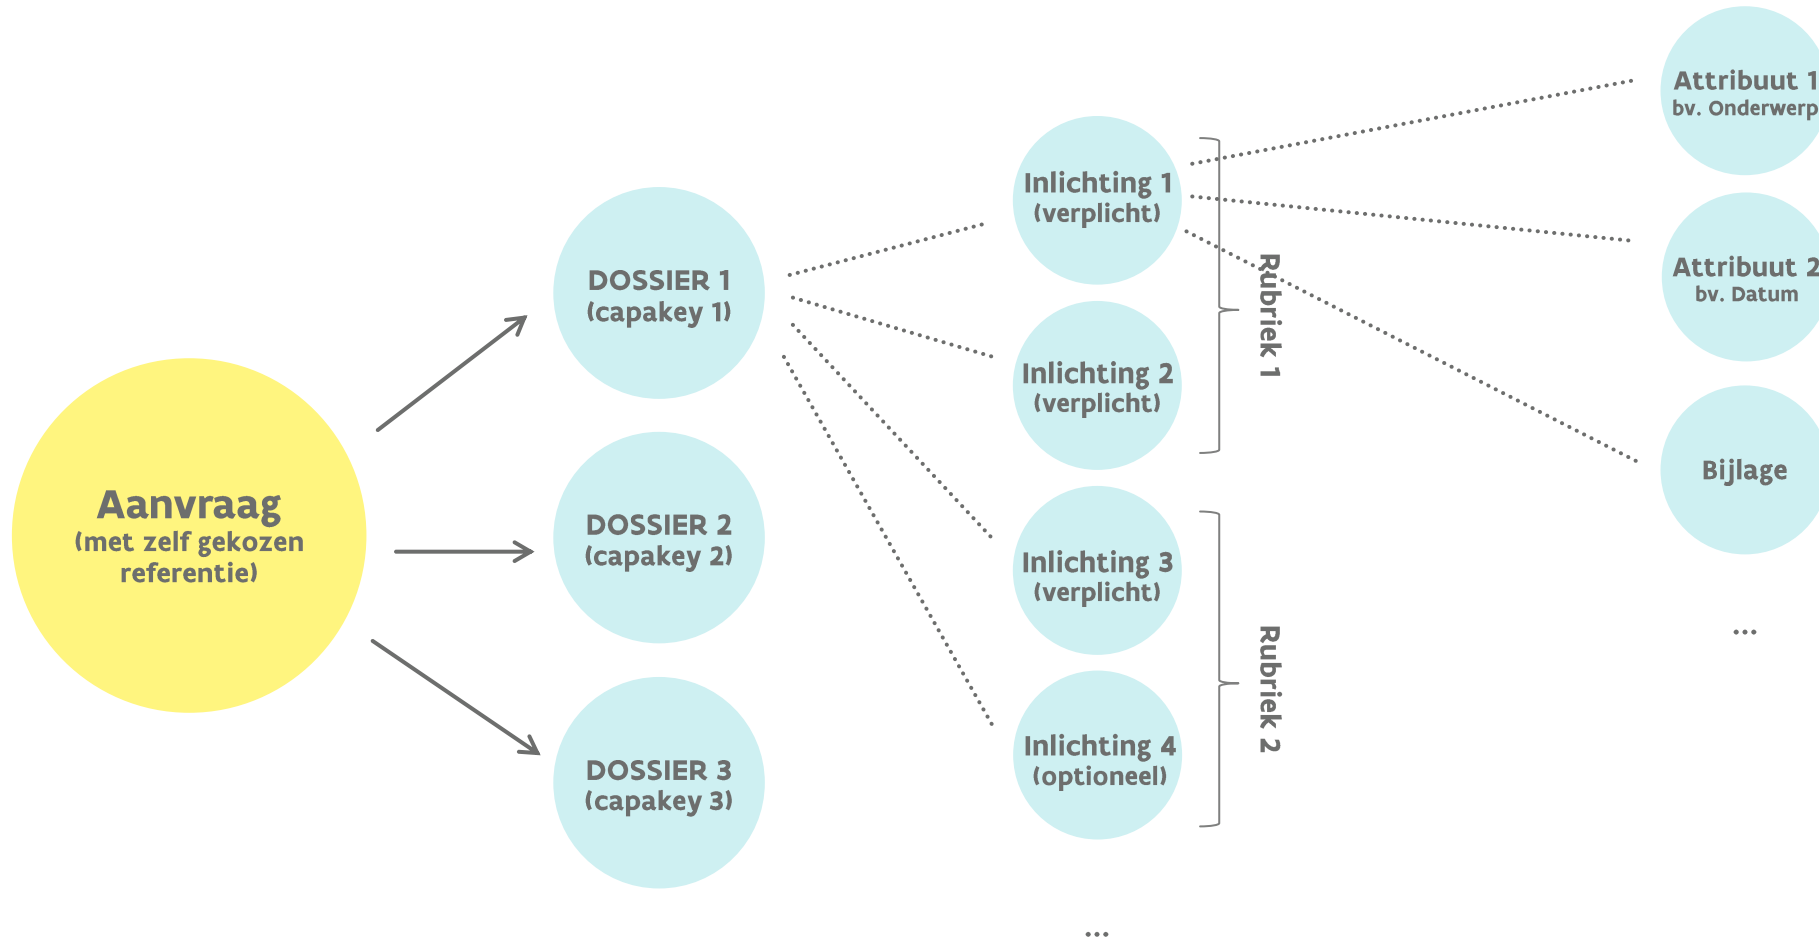 Aanvraag
(met zelf gekozen
referentie)
DOSSIER 1
(capakey 1)
DOSSIER 2
(capakey 2)
DOSSIER 3
(capakey 3)
Inlichting 1
(verplicht)
Inlichting 2
(verplicht)
Inlichting 3
(verplicht)
Inlichting 4
(optioneel)
...
Rubriek 1
Rubriek 2
Attribuut 1
bv. Onderwerp
Attribuut 2
bv. Datum
Bijlage
...